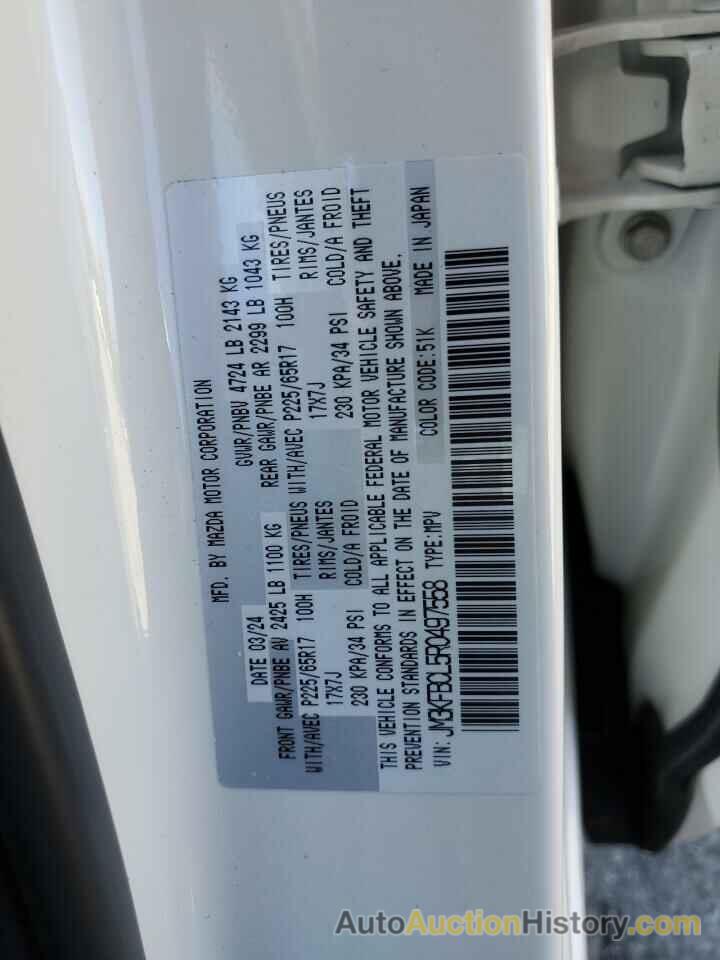 MFD. BY MAZDA MOTOR CORPORATION
DATE 03/24 GVWR/PNBV 4724 LB 2143 KG
FRONT GAWR/PNBE AV 2425 LB 1100 KG REAR GAWR/PNBE AR 2299 LB 1043 KG
WITH/AVEC P225/65R17 100H TIRES/PNEUS WITH/AVEC P225/65R17 100H TIRES/PNEUS
17X7J RIMS/JANTES 17X7J RIMS/JANTES
230 KPA/34 PSI COLD/A FROID 230 KPA/34 PSI COLD/A FROID
THIS VEHICLE CONFORMS TO ALL APPLICABLE FEDERAL MOTOR VEHICLE SAFETY AND THEFT
PREVENTION STANDARDS IN EFFECT ON THE DATE OF MANUFACTURE SHOWN ABOVE.
VIN: JM3KFBCL5R0497558 TYPE:MPV COLOR CODE:51K MADE IN JAPAN
AutoAuctionHistory.com